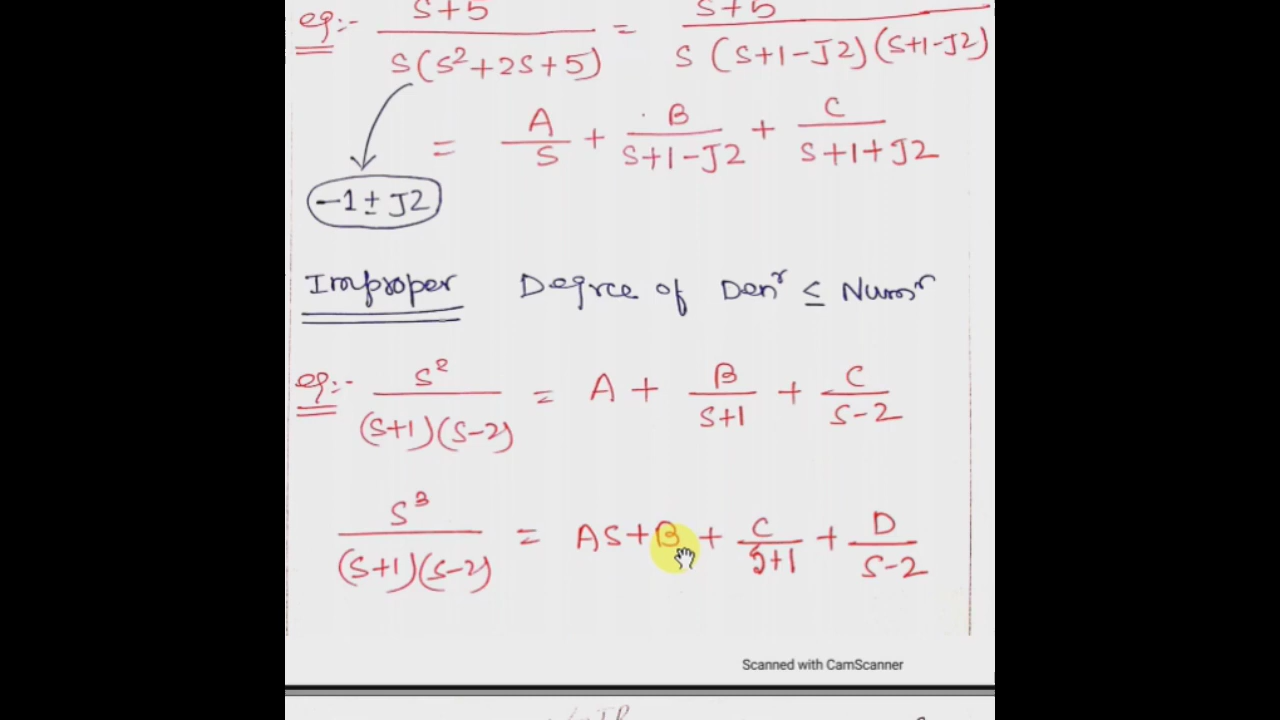 eg:- S+5 / S(S²+2S+5) = S+5 / S(S+1-J2)(S+1-J2)
= A/S + B/S+1-J2 + C/S+1+J2
-1±J2
Improper Degree of Denʳ ≤ Numʳ
eg:- S² / (S+1)(S-2) = A + B/S+1 + C/S-2
S³ / (S+1)(S-2) = AS+B + C/S+1 + D/S-2
Scanned with CamScanner